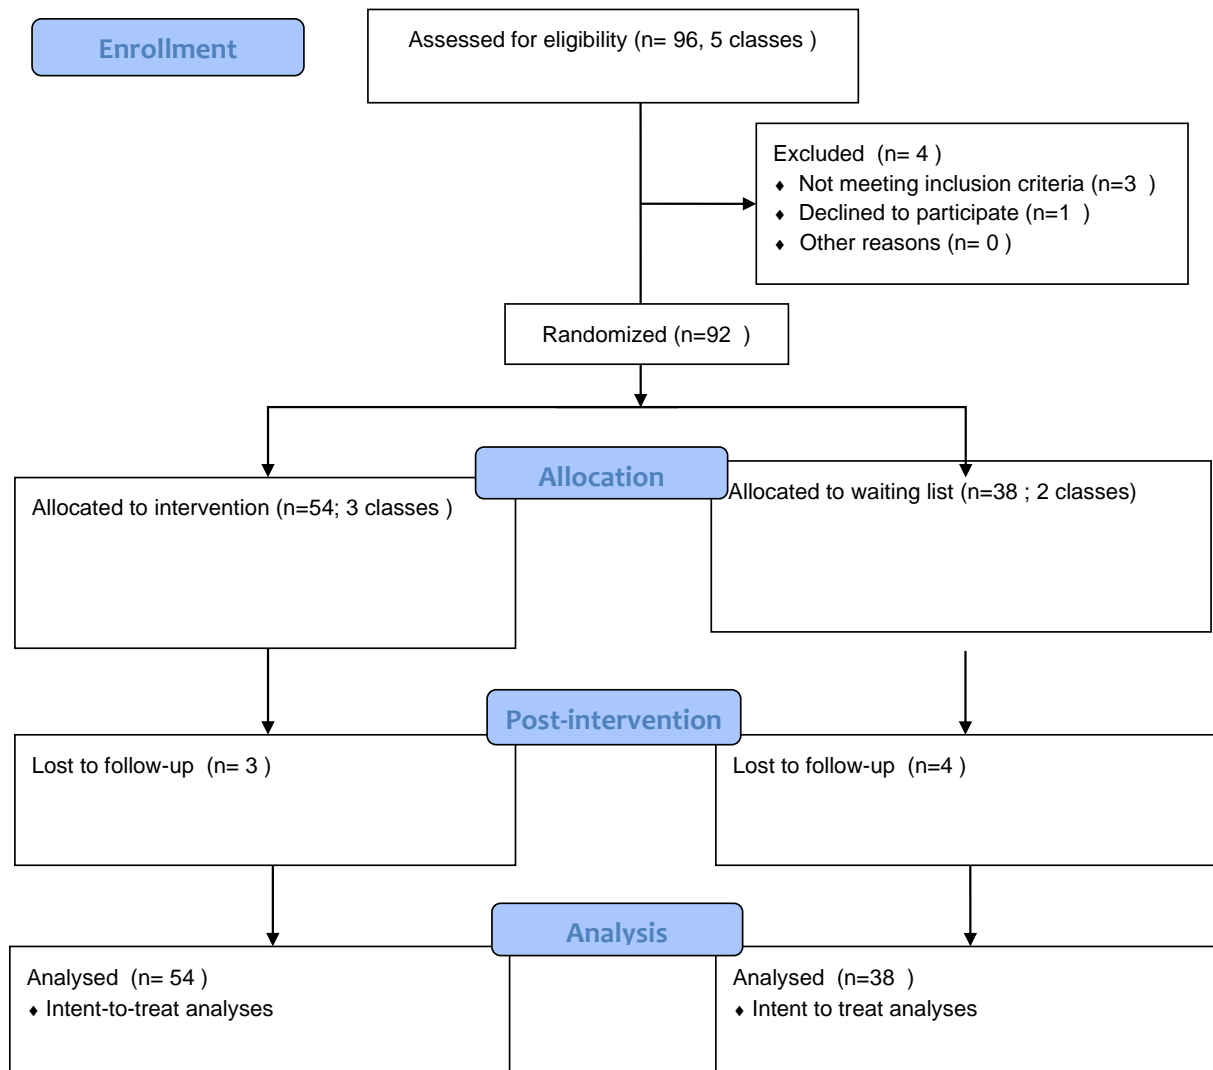 Enrollment
Assessed for eligibility (n= 96, 5 classes )
Excluded (n= 4 )
♦ Not meeting inclusion criteria (n=3 )
♦ Declined to participate (n=1 )
♦ Other reasons (n= 0 )
Randomized (n=92 )
Allocation
Allocated to intervention (n=54; 3 classes )
Allocated to waiting list (n=38 ; 2 classes)
Post-intervention
Lost to follow-up (n= 3 )
Lost to follow-up (n=4 )
Analysis
Analysed (n= 54 )
♦ Intent-to-treat analyses
Analysed (n=38 )
♦ Intent to treat analyses